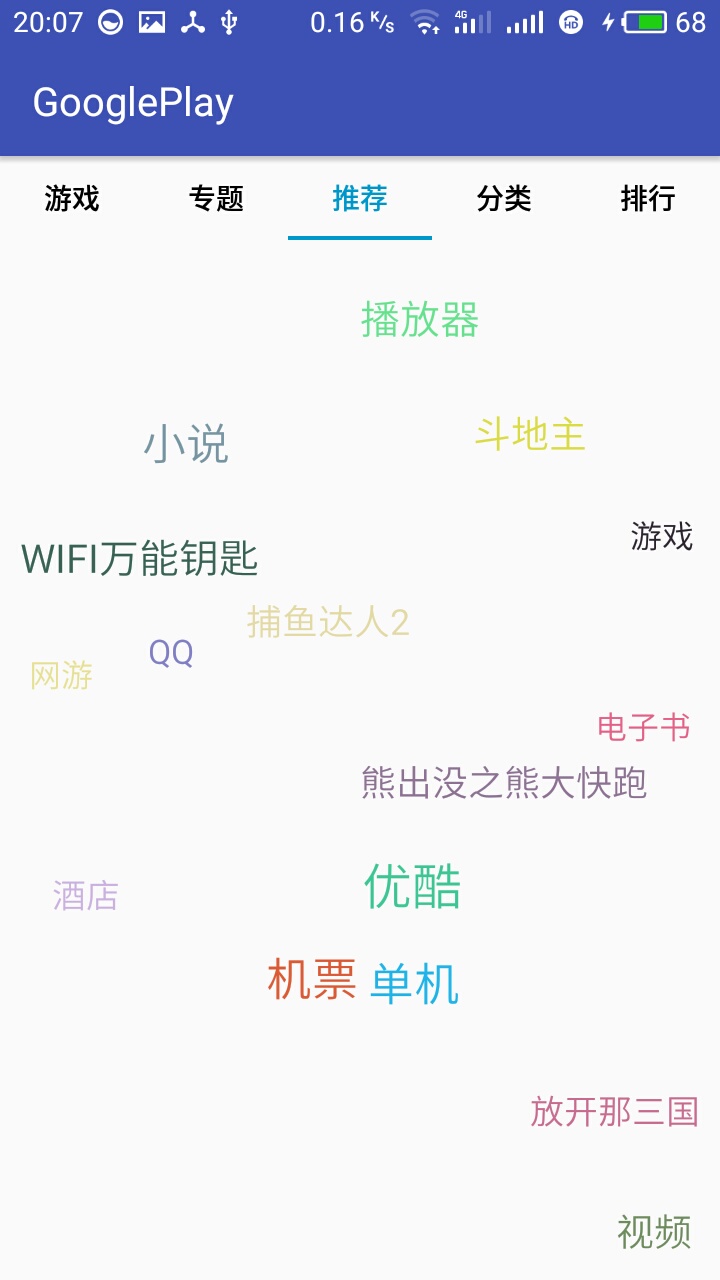 20:07 0.16 K/s 4G HD 68
GooglePlay
游戏 专题 推荐 分类 排行
播放器
小说 斗地主
游戏
WIFI万能钥匙
捕鱼达人2
QQ
网游
电子书
熊出没之熊大快跑
优酷
酒店
机票 单机
放开那三国
视频